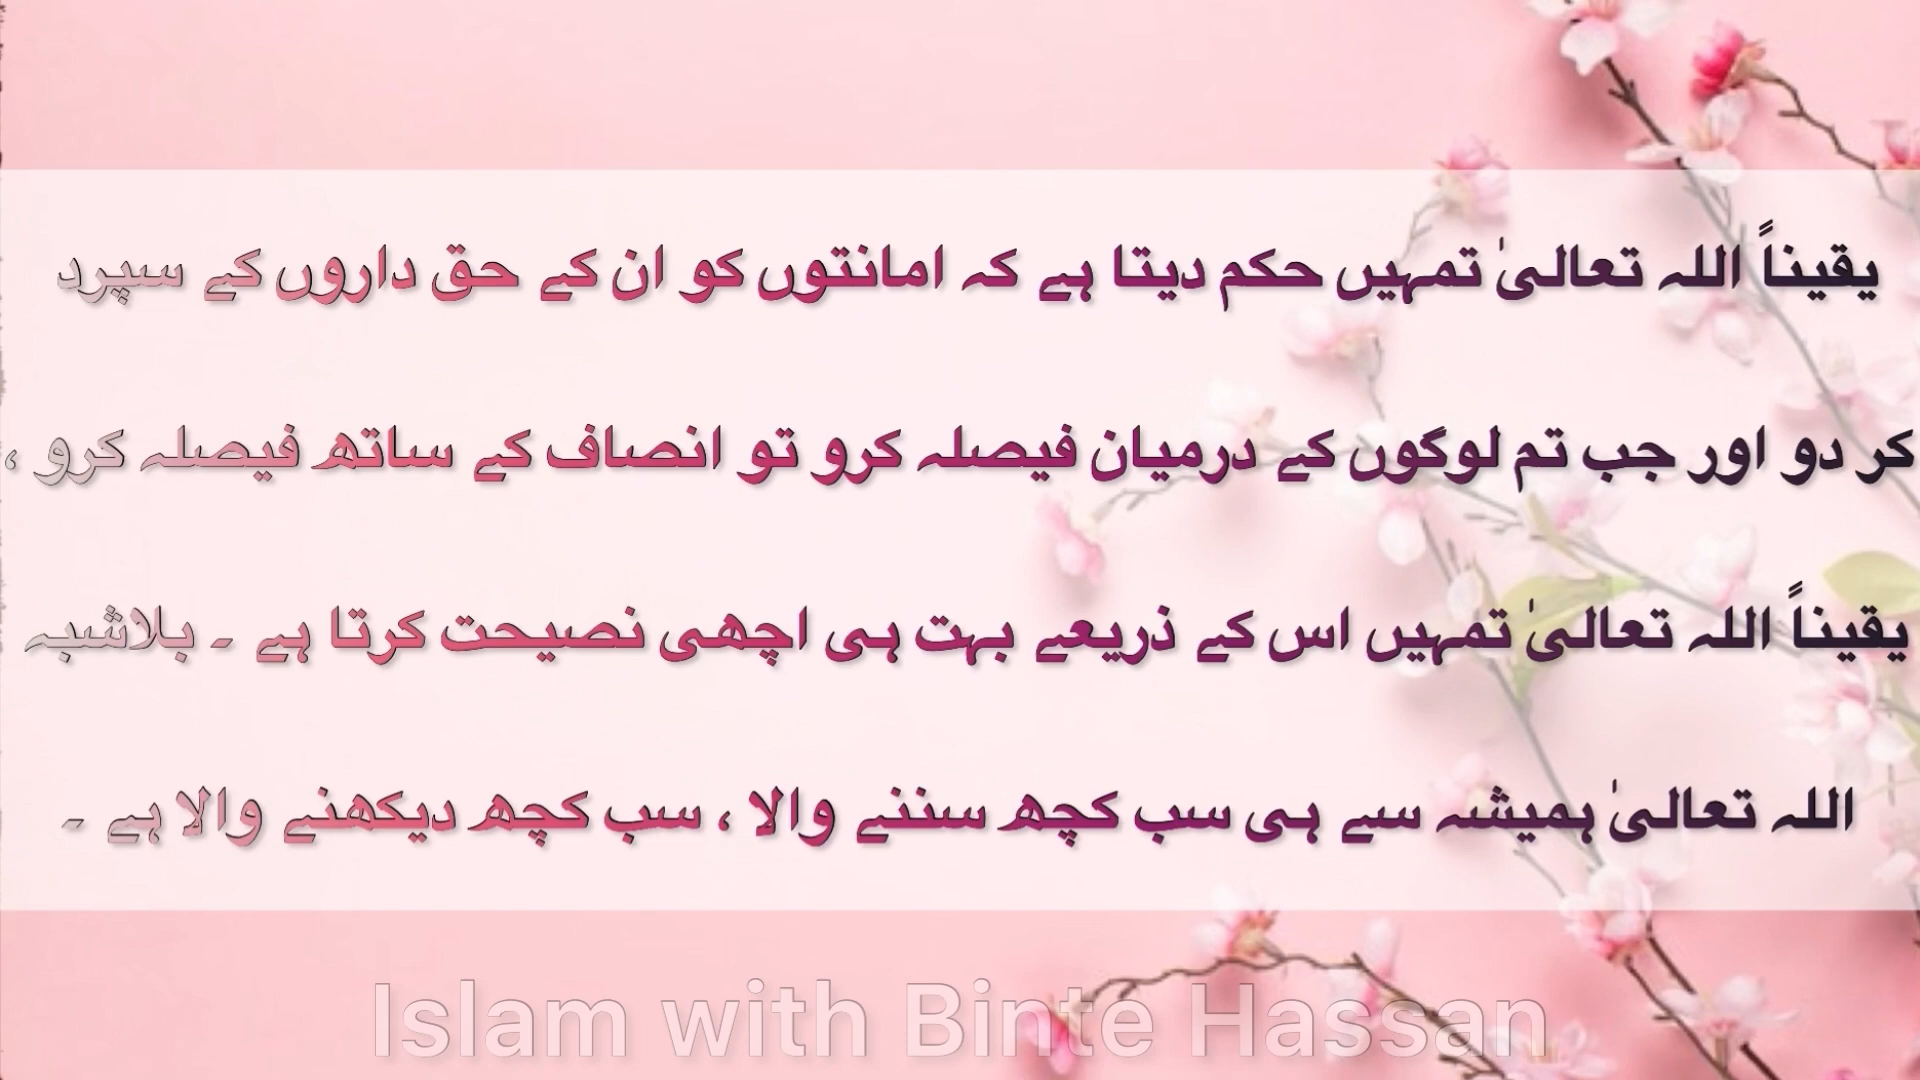 یقیناً اللہ تعالیٰ تمہیں حکم دیتا ہے کہ امانتوں کو ان کے حق داروں کے سپرد
کر دو اور جب تم لوگوں کے درمیان فیصلہ کرو تو انصاف کے ساتھ فیصلہ کرو ،
یقیناً اللہ تعالیٰ تمہیں اس کے ذریعے بہت ہی اچھی نصیحت کرتا ہے ۔ بلاشبہ
اللہ تعالیٰ ہمیشہ سے ہی سب کچھ سننے والا ، سب کچھ دیکھنے والا ہے ۔
Islam with Binte Hassan